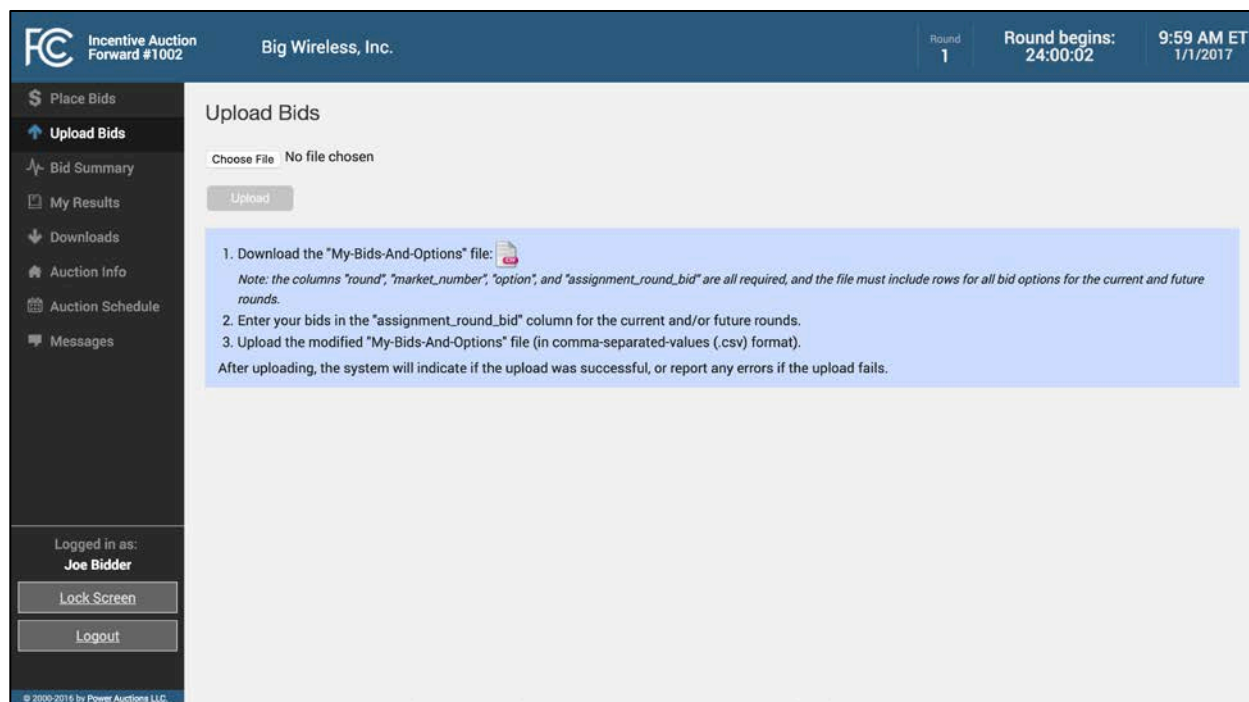 FCC
Incentive Auction
Forward #1002
Big Wireless, Inc.
Round
1
Round begins:
24:00:02
9:59 AM ET
1/1/2017
Place Bids
Upload Bids
Bid Summary
My Results
Downloads
Auction Info
Auction Schedule
Messages
Logged in as:
Joe Bidder
Lock Screen
Logout
© 2000-2016 by Power Auctions LLC.
Upload Bids
Choose File No file chosen
Upload
1. Download the "My-Bids-And-Options" file:
Note: the columns "round", "market_number", "option", and "assignment_round_bid" are all required, and the file must include rows for all bid options for the current and future
rounds.
2. Enter your bids in the "assignment_round_bid" column for the current and/or future rounds.
3. Upload the modified "My-Bids-And-Options" file (in comma-separated-values (.csv) format).
After uploading, the system will indicate if the upload was successful, or report any errors if the upload fails.